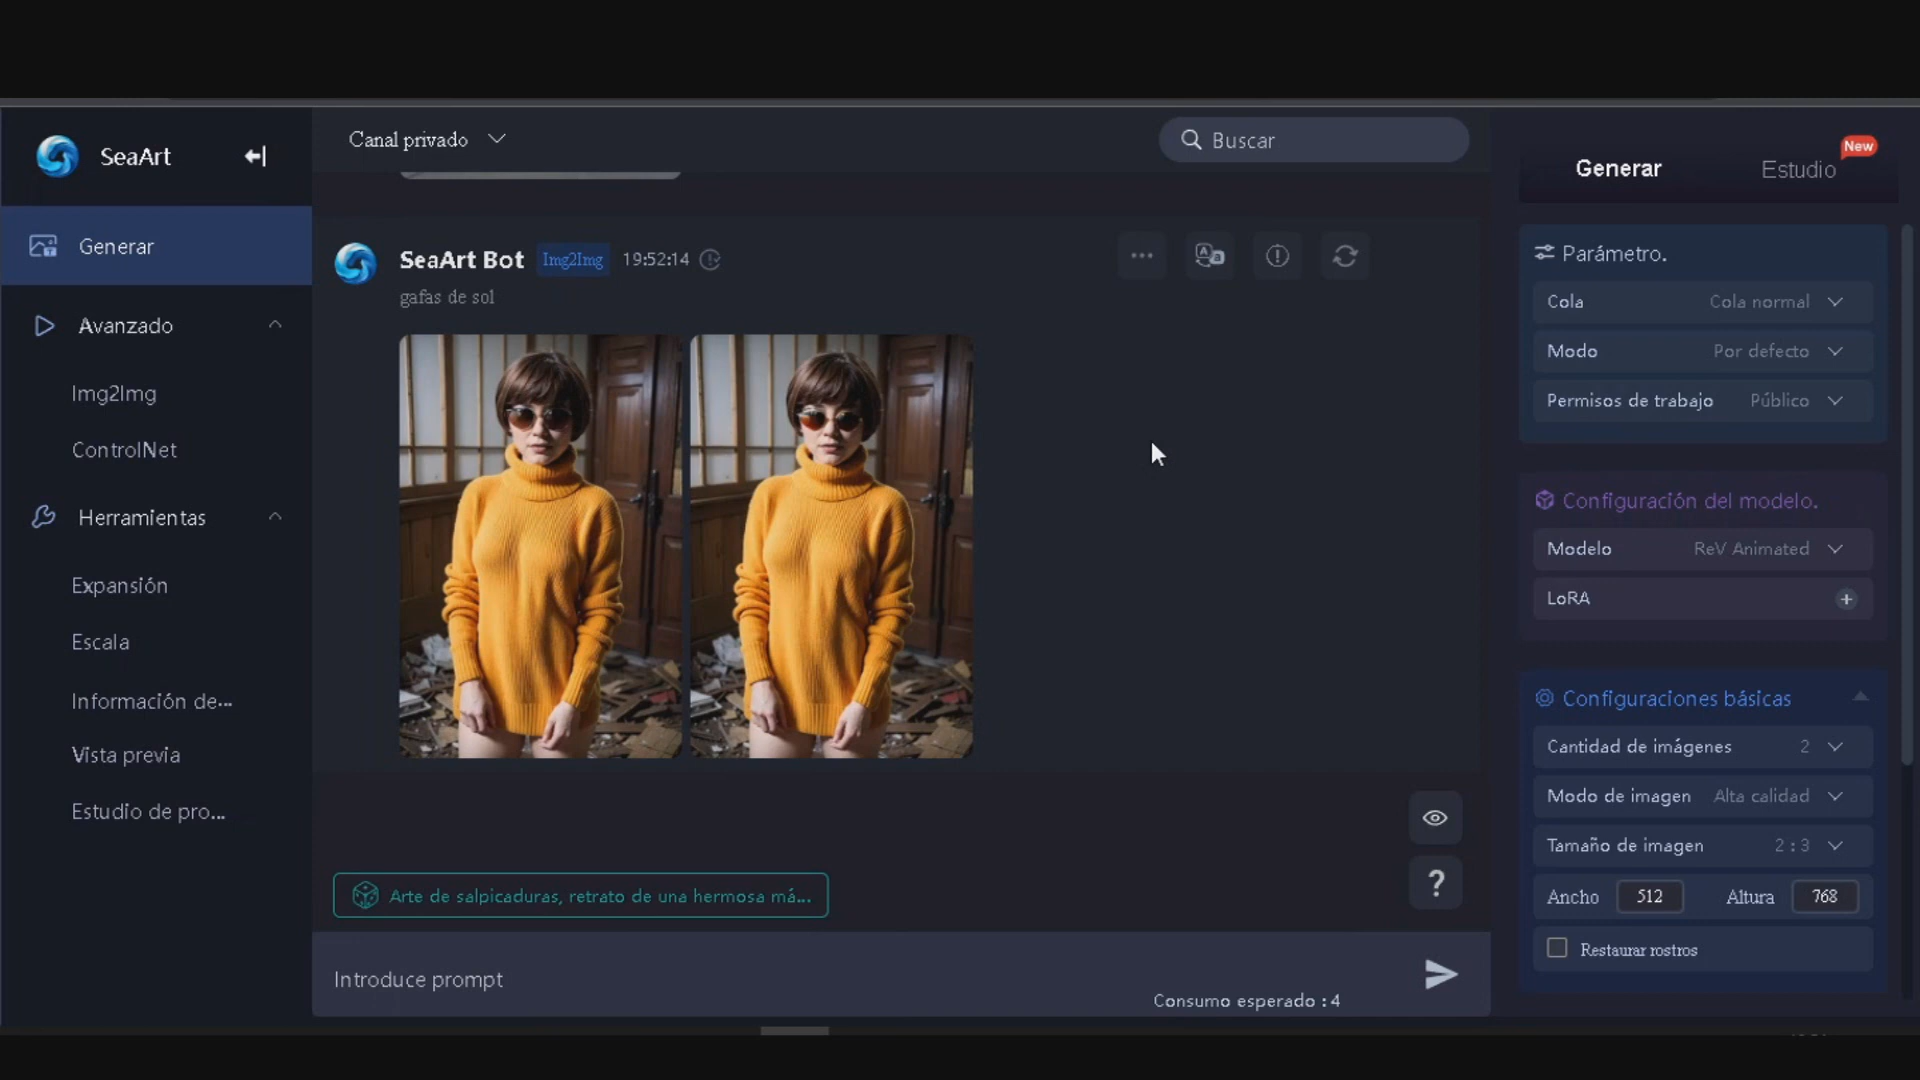 SeaArt
Generar
Avanzado
Img2Img
ControlNet
Herramientas
Expansión
Escala
Información de...
Vista previa
Estudio de pro...
Canal privado
Buscar
SeaArt Bot Img2Img 19:52:14
gafas de sol
Arte de salpicaduras, retrato de una hermosa má...
Introduce prompt
Consumo esperado : 4
?
New
Generar Estudio
Parámetro.
Cola Cola normal
Modo Por defecto
Permisos de trabajo Público
Configuración del modelo.
Modelo ReV Animated
LoRA +
Configuraciones básicas
Cantidad de imágenes 2
Modo de imagen Alta calidad
Tamaño de imagen 2 : 3
Ancho 512 Altura 768
Restaurar rostros